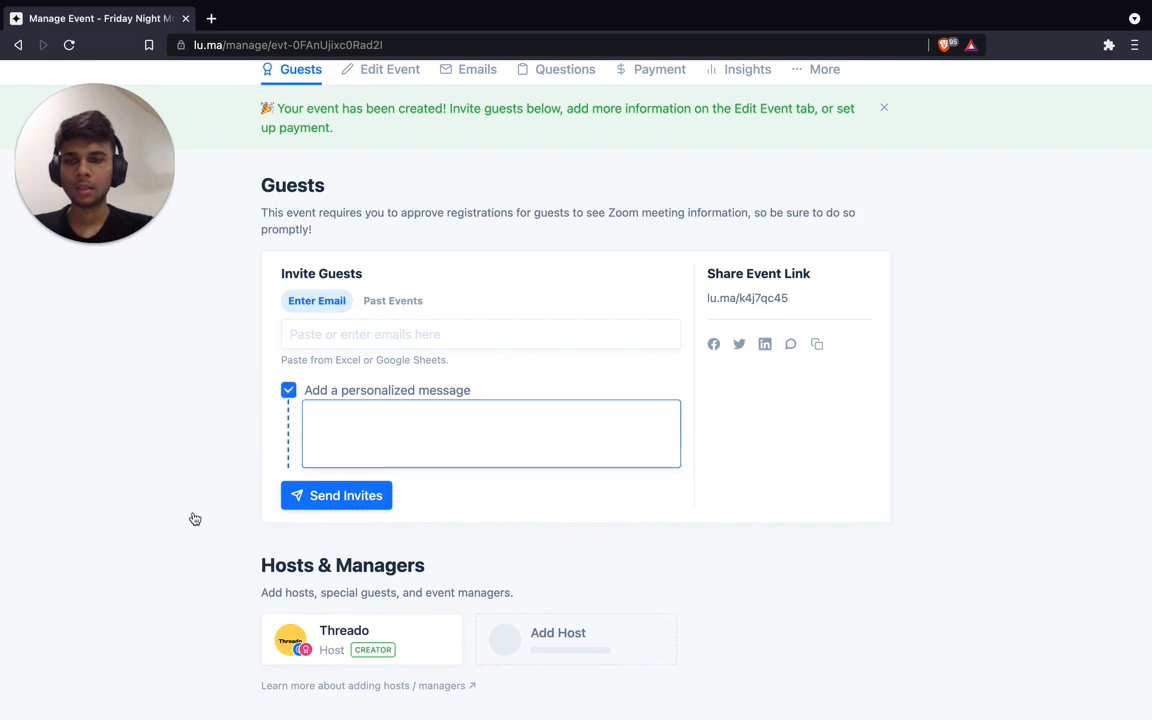 Manage Event - Friday Night Mo
95
lu.ma/manage/evt-0FAnUjixc0Rad2I
Guests Edit Event Emails Questions Payment Insights More
🎉 Your event has been created! Invite guests below, add more information on the Edit Event tab, or set
up payment.
Guests
This event requires you to approve registrations for guests to see Zoom meeting information, so be sure to do so
promptly!
Invite Guests
Enter Email Past Events
Paste or enter emails here
Paste from Excel or Google Sheets.
Add a personalized message
Send Invites
Share Event Link
lu.ma/k4j7qc45
Hosts & Managers
Add hosts, special guests, and event managers.
Threado
Threado
Host CREATOR
Add Host
Learn more about adding hosts / managers ↗